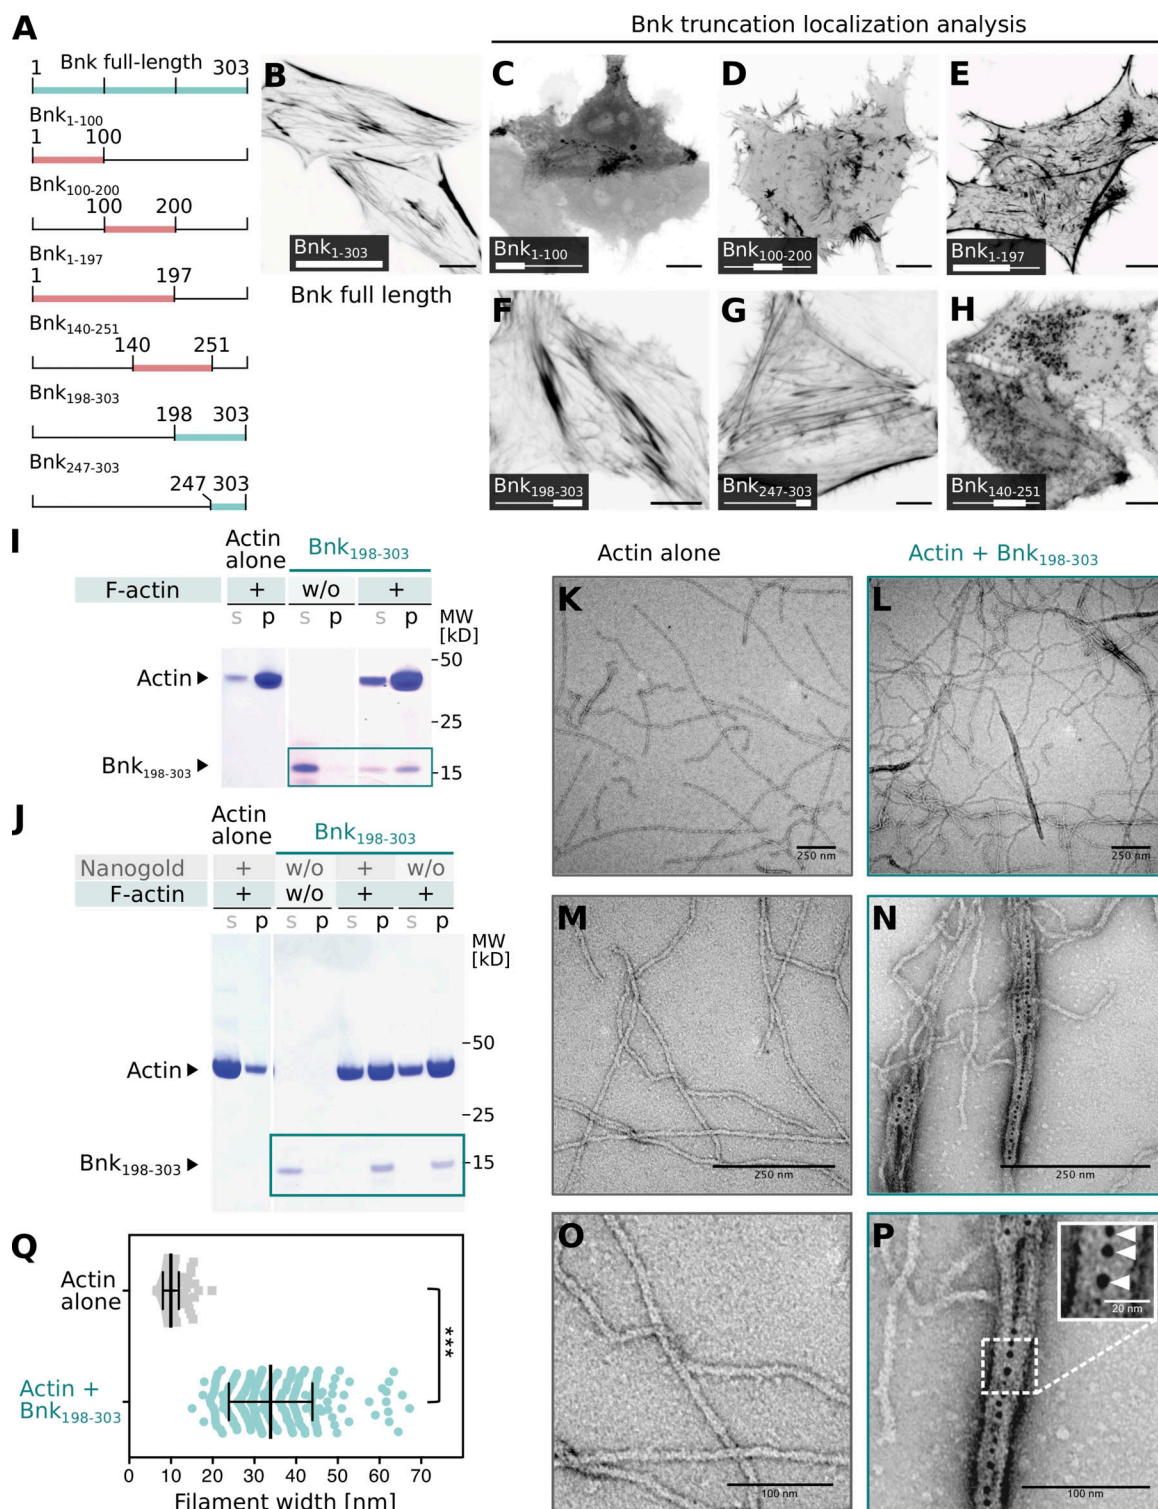 A
Bnk truncation localization analysis
1 Bnk full-length 303
Bnk1-100
1 100
Bnk100-200
100 200
Bnk1-197
1 197
Bnk140-251
140 251
Bnk198-303
198 303
Bnk247-303
247 303
B
Bnk1-303
Bnk full length
C
Bnk1-100
D
Bnk100-200
E
Bnk1-197
F
Bnk198-303
G
Bnk247-303
H
Bnk140-251
I
Actin
alone
Bnk198-303
F-actin + w/o +
s p s p s p
MW
[kD]
Actin
50
25
Bnk198-303
15
J
Actin
alone
Bnk198-303
Nanogold + w/o + w/o
F-actin + w/o + +
s p s p s p s p
MW
[kD]
50
Actin
25
Bnk198-303
15
Actin alone
Actin + Bnk198-303
K
250 nm
L
250 nm
M
250 nm
N
250 nm
O
100 nm
P
20 nm
100 nm
Q
Actin
alone
***
Actin +
Bnk198-303
0 10 20 30 40 50 60 70
Filament width [nm]